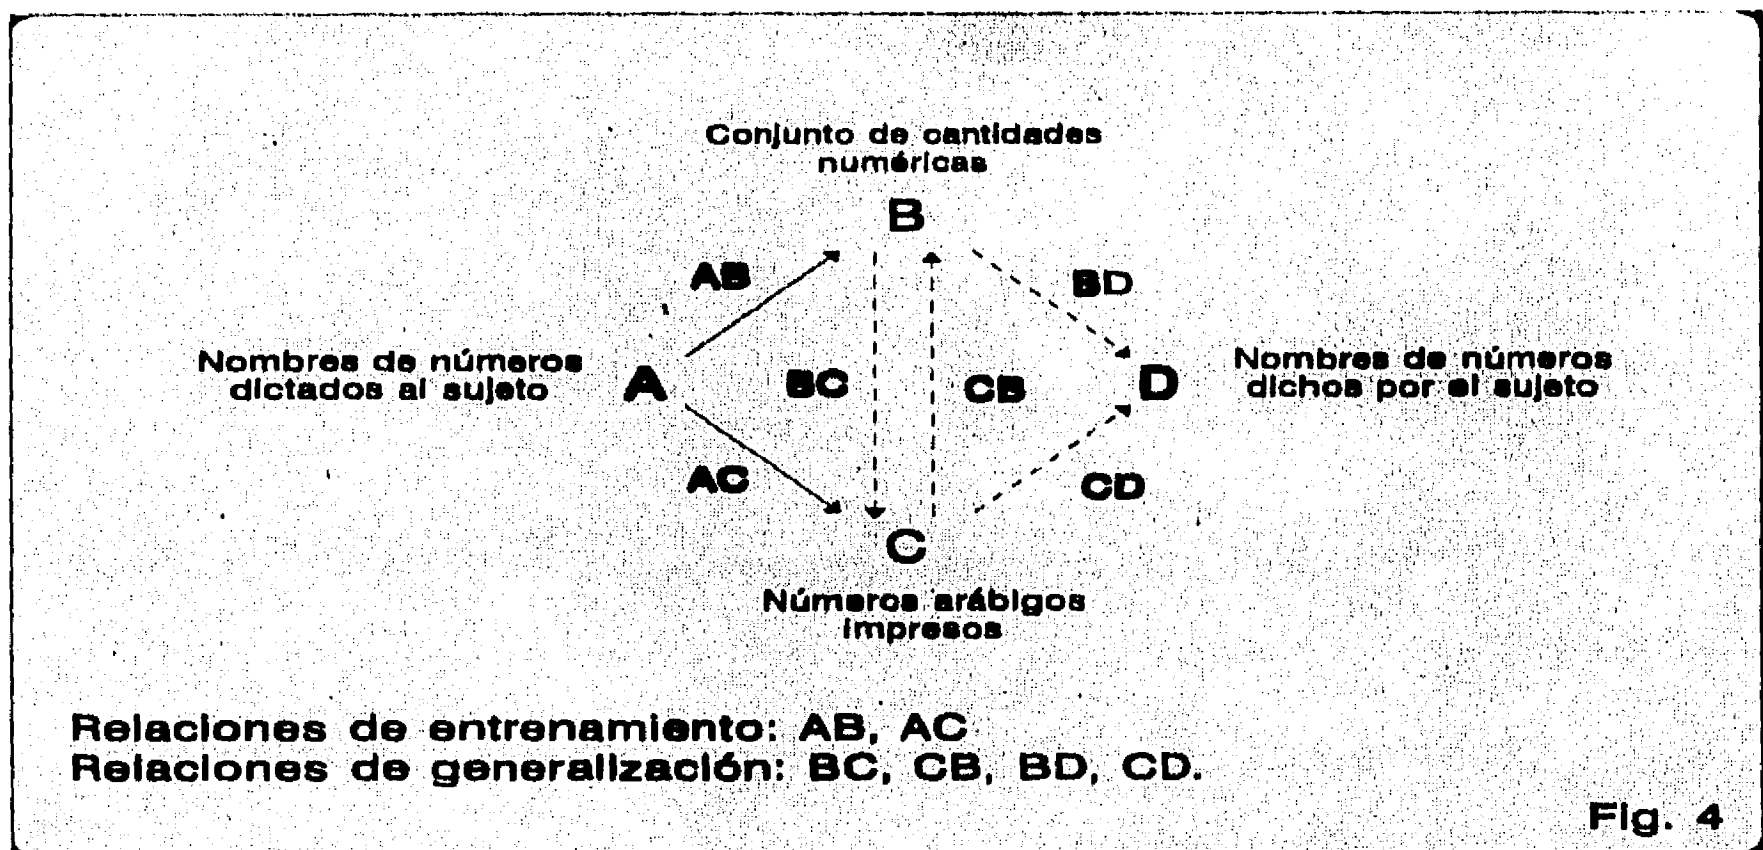 Conjunto de cantidades
numéricas
B
AB
BD
Nombres de números
dictados al sujeto
A
BC
CB
D
Nombres de números
dichos por el sujeto
AC
CD
C
Números arábigos
impresos
Relaciones de entrenamiento: AB, AC
Relaciones de generalización: BC, CB, BD, CD.
Fig. 4